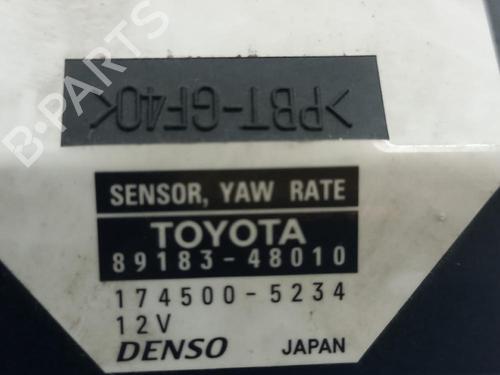 >PBT-GF40<
SENSOR, YAW RATE
TOYOTA
89183-48010
174500-5234
12V
DENSO JAPAN
B-PARTS